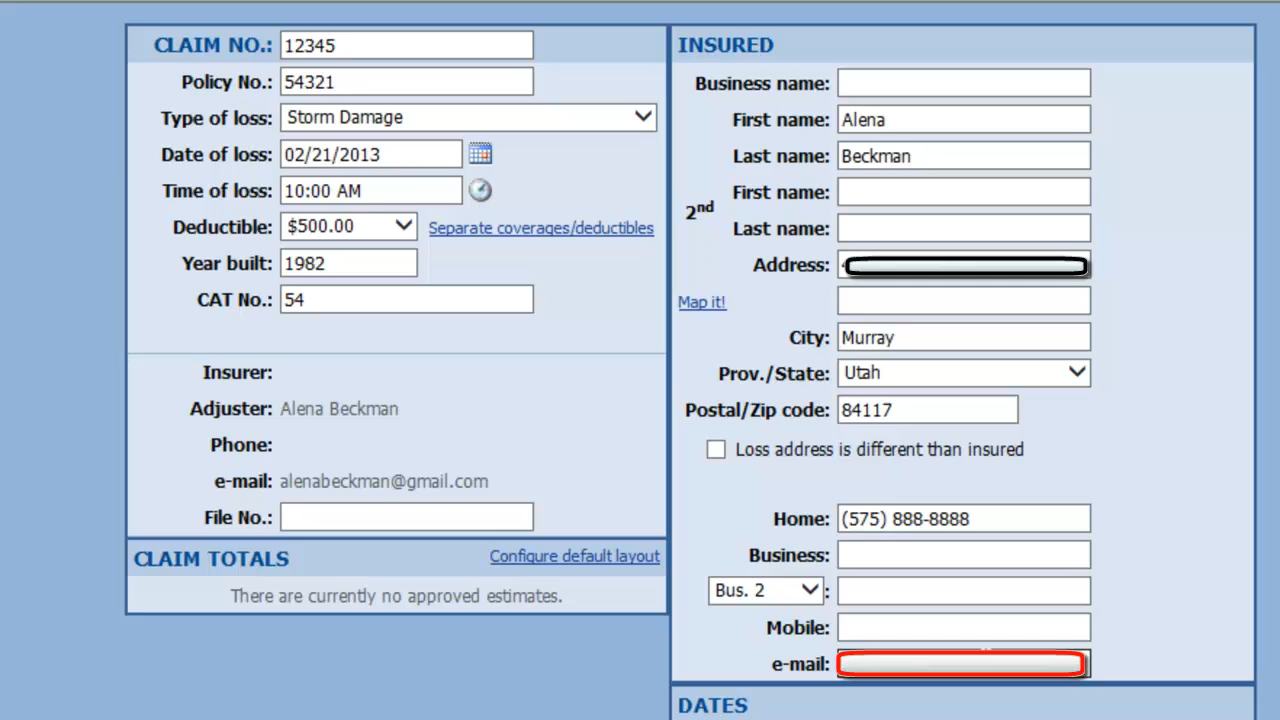 CLAIM NO.: 12345
Policy No.: 54321
Type of loss: Storm Damage
Date of loss: 02/21/2013
Time of loss: 10:00 AM
Deductible: $500.00 Separate coverages/deductibles
Year built: 1982
CAT No.: 54
Insurer:
Adjuster: Alena Beckman
Phone:
e-mail: alenabeckman@gmail.com
File No.:
CLAIM TOTALS Configure default layout
There are currently no approved estimates.
INSURED
Business name:
First name: Alena
Last name: Beckman
2nd
First name:
Last name:
Address:
Map it!
City: Murray
Prov./State: Utah
Postal/Zip code: 84117
Loss address is different than insured
Home: (575) 888-8888
Business:
Bus. 2 :
Mobile:
e-mail:
DATES